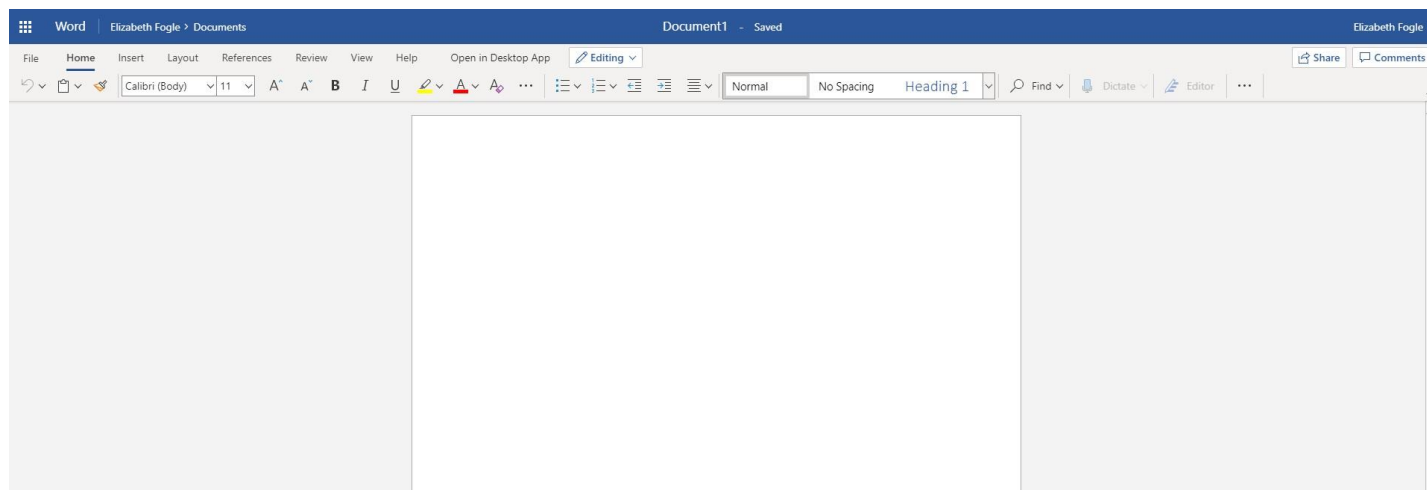 Word Elizabeth Fogle > Documents Document1 - Saved Elizabeth Fogle
File Home Insert Layout References Review View Help Open in Desktop App Editing Share Comments
Calibri (Body) 11 A A B I U A A ... Normal No Spacing Heading 1 Find Dictate Editor ...